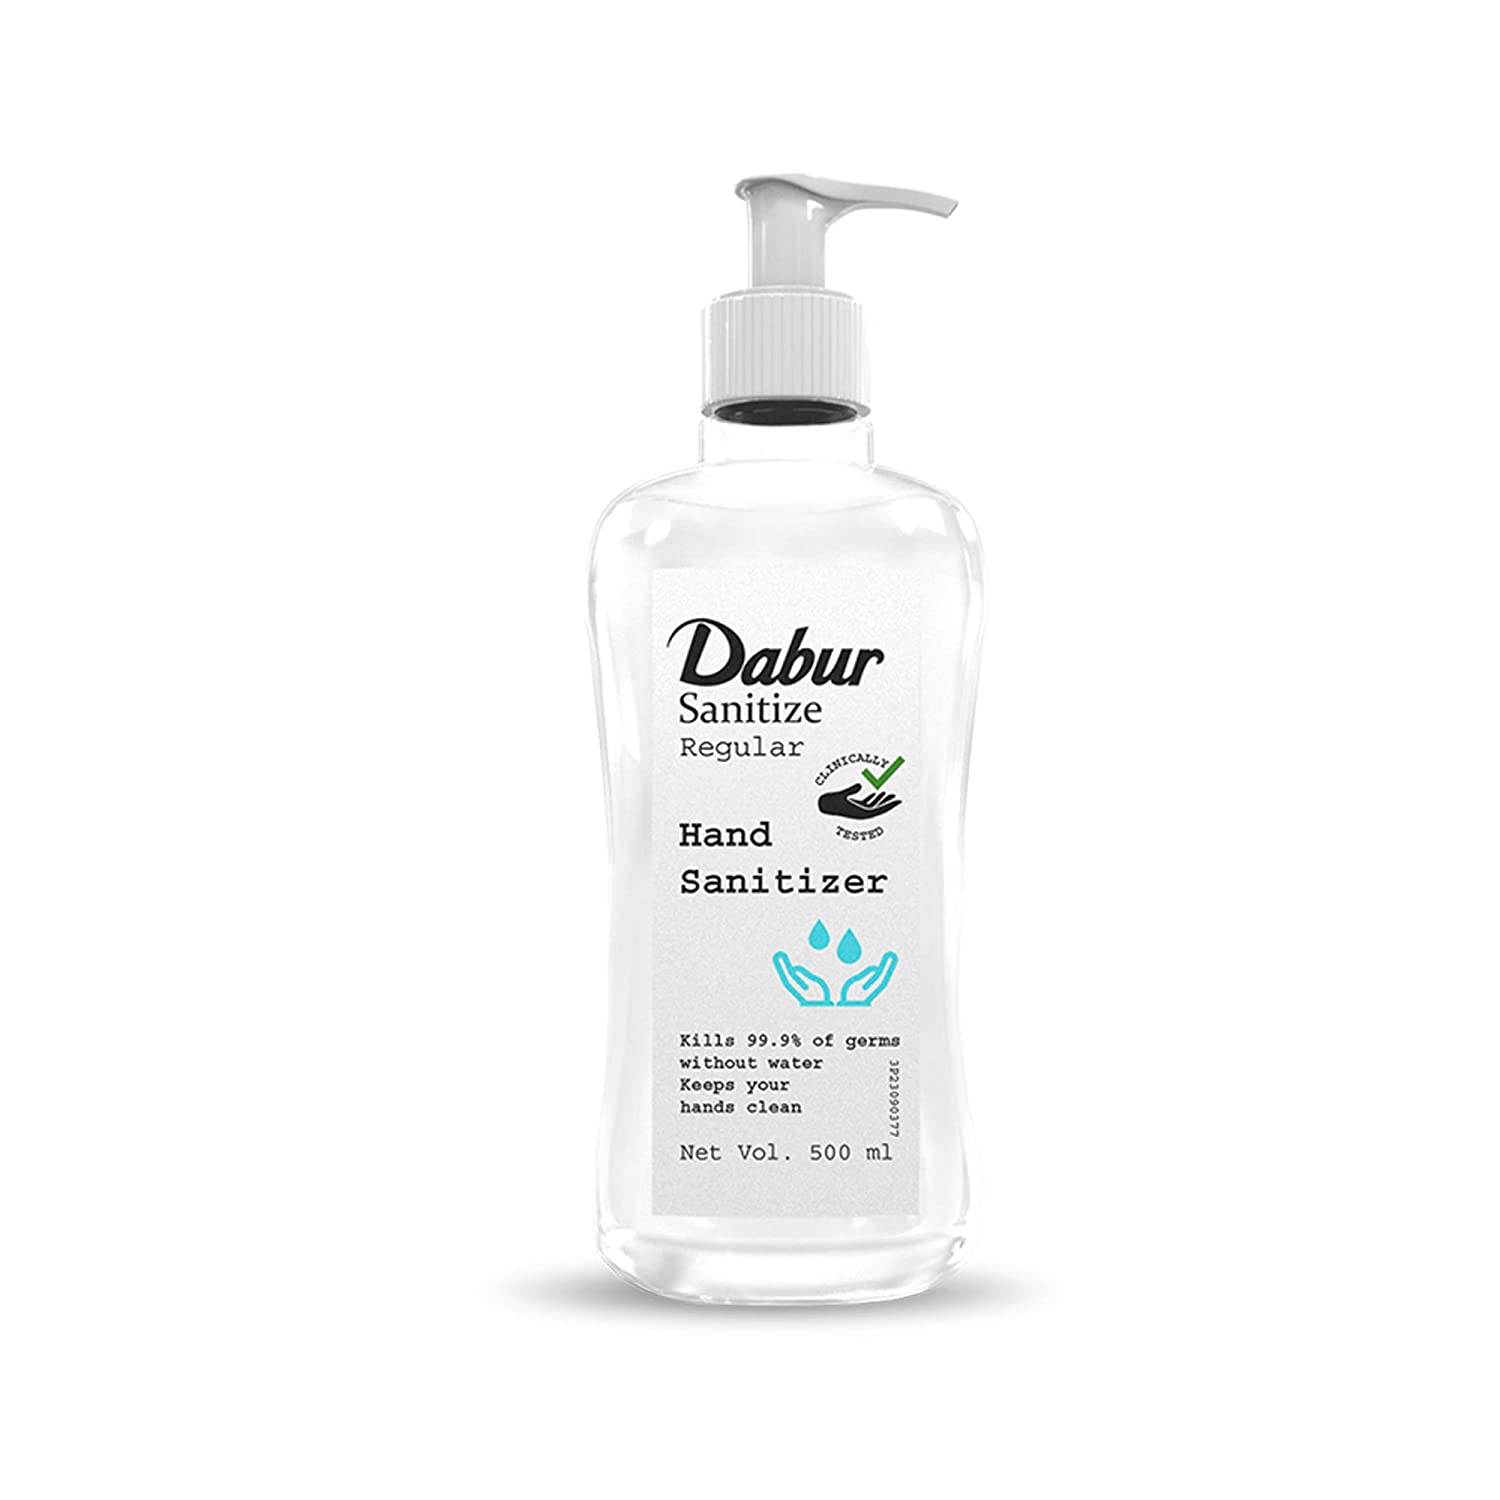 Dabur
Sanitize
Regular
CLINICALLY
TESTED
Hand
Sanitizer
Kills 99.9% of germs
without water
Keeps your
hands clean
3P23090377
Net Vol. 500 ml